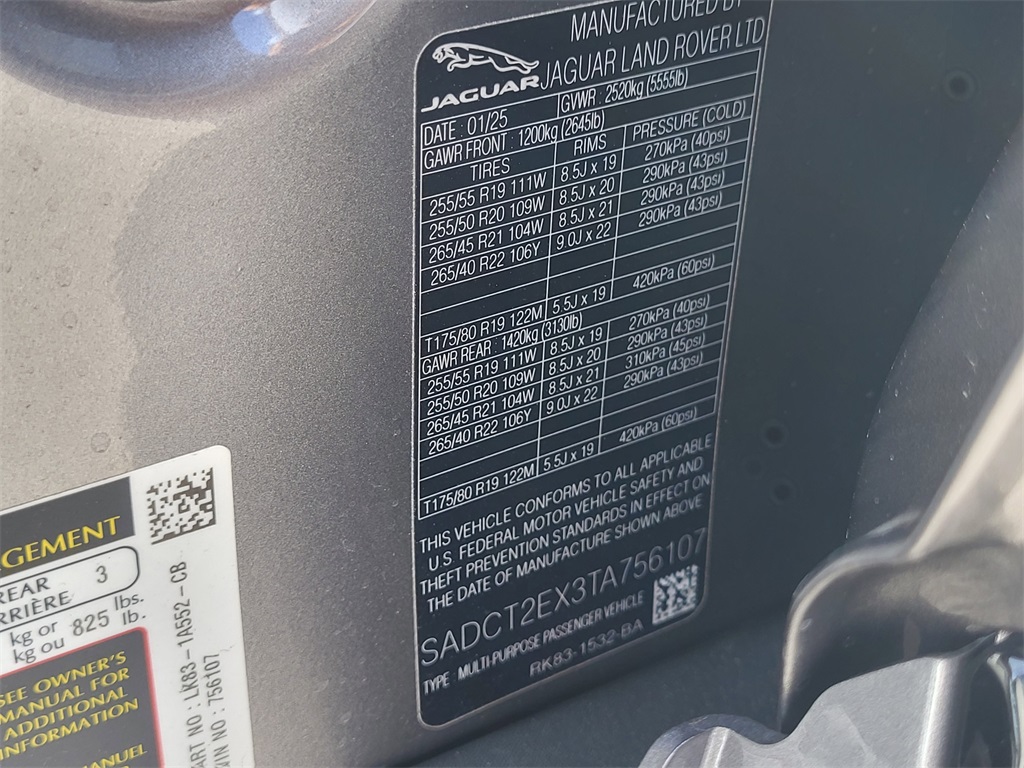 MANUFACTURED BY
JAGUAR LAND ROVER LTD
JAGUAR
DATE : 01/25 GVWR : 2520kg (5555lb)
GAWR FRONT : 1200kg (2645lb)
TIRES RIMS PRESSURE (COLD)
255/55 R19 111W 8.5J x 19 270kPa (40psi)
255/50 R20 109W 8.5J x 20 290kPa (43psi)
265/45 R21 104W 8.5J x 21 290kPa (43psi)
265/40 R22 106Y 9.0J x 22 290kPa (43psi)
T175/80 R19 122M 5.5J x 19 420kPa (60psi)
GAWR REAR : 1420kg (3130lb)
255/55 R19 111W 8.5J x 19 270kPa (40psi)
255/50 R20 109W 8.5J x 20 290kPa (43psi)
265/45 R21 104W 8.5J x 21 310kPa (45psi)
265/40 R22 106Y 9.0J x 22 290kPa (43psi)
T175/80 R19 122M 5.5J x 19 420kPa (60psi)
THIS VEHICLE CONFORMS TO ALL APPLICABLE
U S FEDERAL MOTOR VEHICLE SAFETY AND
THEFT PREVENTION STANDARDS IN EFFECT ON
THE DATE OF MANUFACTURE SHOWN ABOVE
SADCT2EX3TA756107
TYPE : MULTI-PURPOSE PASSENGER VEHICLE
RK83-1532-BA
GEMENT
REAR 3
RRIÈRE
kg or 825 lbs.
kg ou lb.
SEE OWNER'S
MANUAL FOR
ADDITIONAL
INFORMATION
MANUEL
ART NO : LK83-1A552-CB
VIN NO : 756107